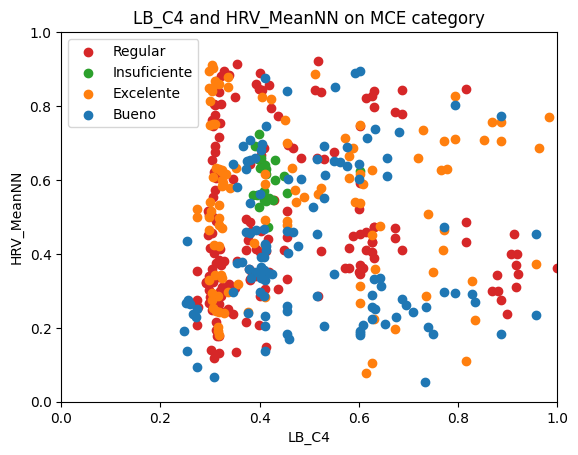 LB_C4 and HRV_MeanNN on MCE category
Regular
Insuficiente
Excelente
Bueno
HRV_MeanNN
1.0
0.8
0.6
0.4
0.2
0.0
0.0 0.2 0.4 0.6 0.8 1.0
LB_C4